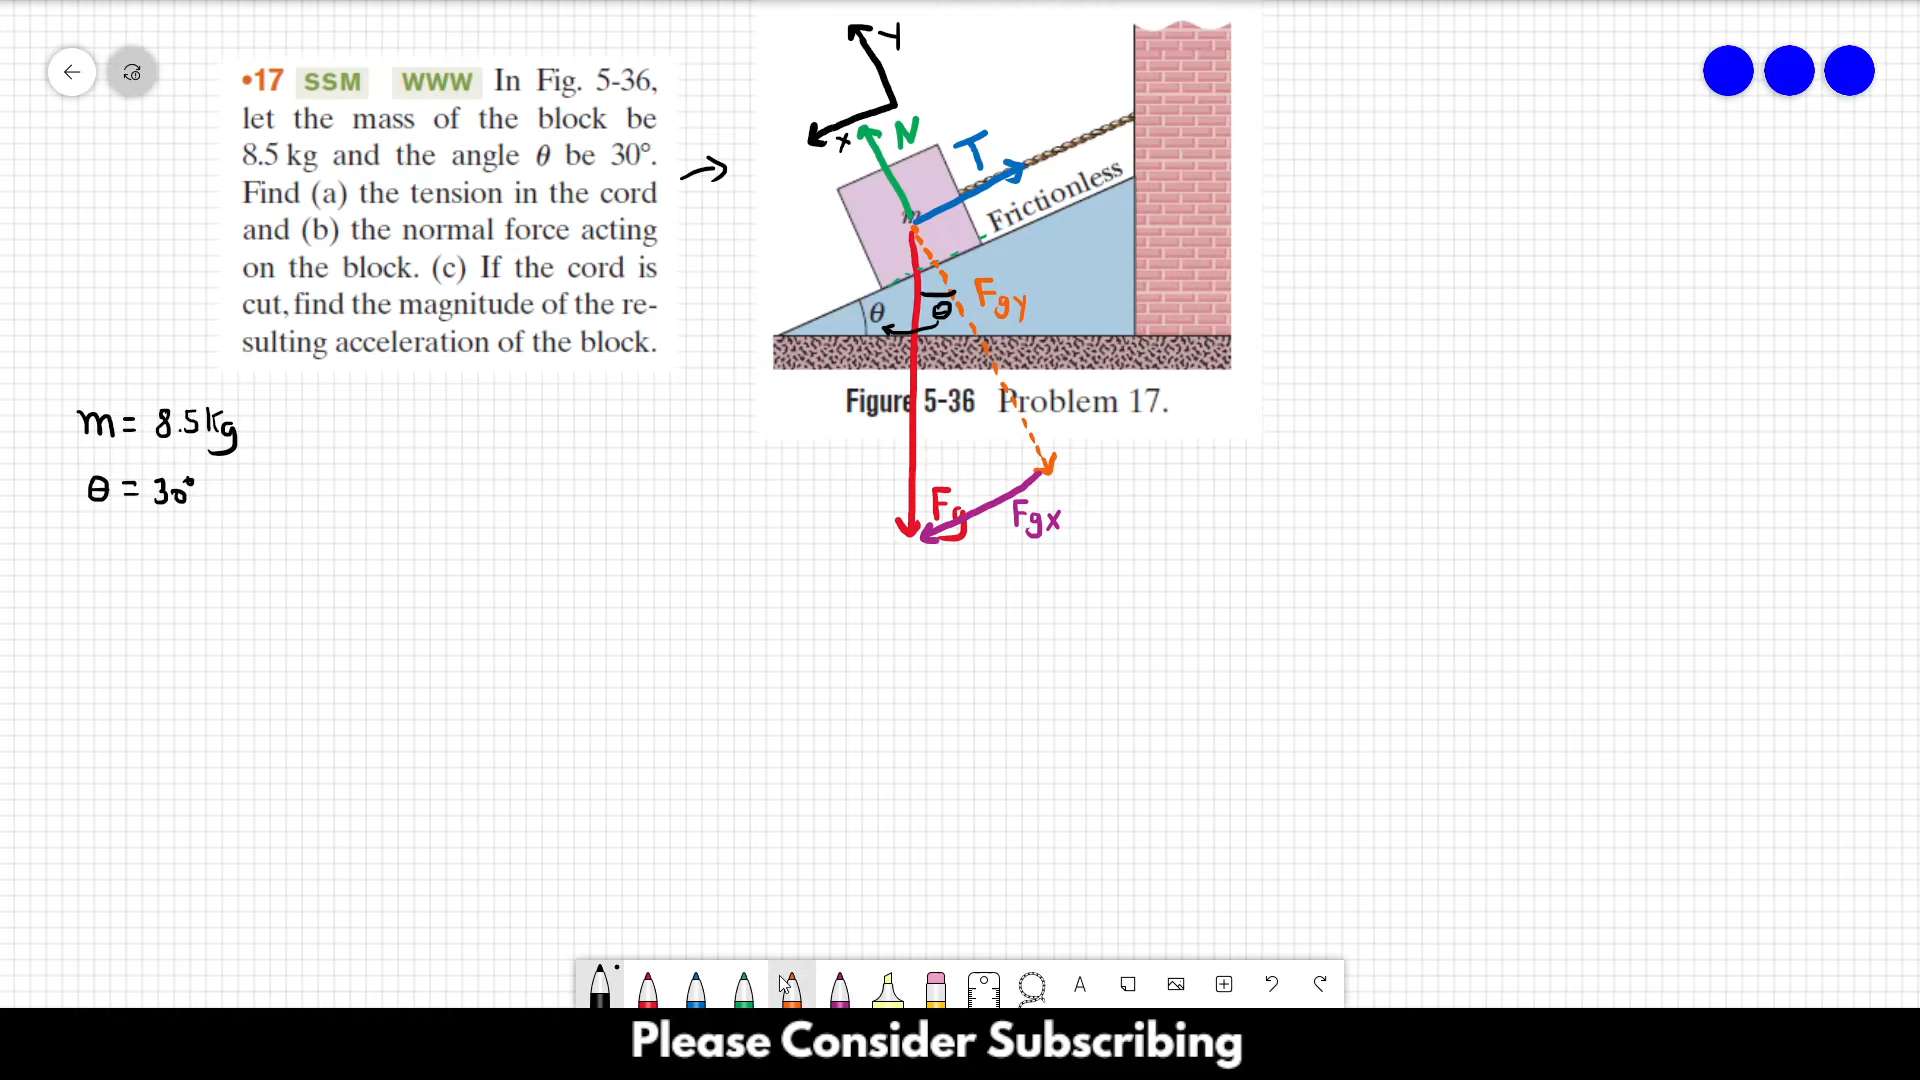 •17 SSM WWW In Fig. 5-36,
let the mass of the block be
8.5 kg and the angle θ be 30°.
Find (a) the tension in the cord
and (b) the normal force acting
on the block. (c) If the cord is
cut, find the magnitude of the re-
sulting acceleration of the block.
m = 8.5 kg
θ = 30°
Y
x
N
T
m
Frictionless
θ
θ
Fgy
Figure 5-36 Problem 17.
Fg
Fgx
A
Please Consider Subscribing